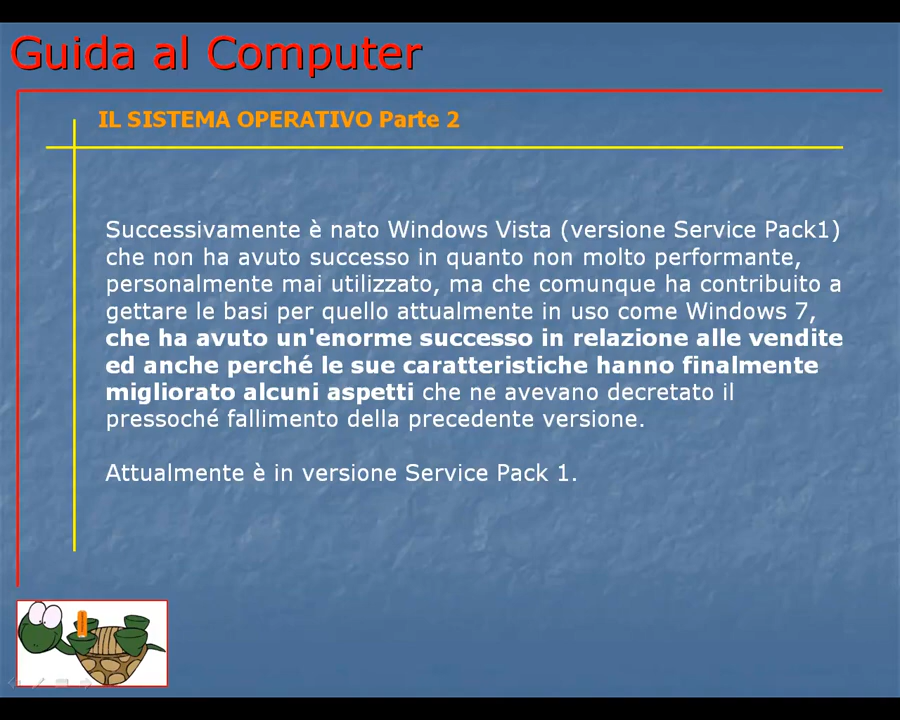 Guida al Computer
IL SISTEMA OPERATIVO Parte 2
Successivamente è nato Windows Vista (versione Service Pack1)
che non ha avuto successo in quanto non molto performante,
personalmente mai utilizzato, ma che comunque ha contribuito a
gettare le basi per quello attualmente in uso come Windows 7,
che ha avuto un'enorme successo in relazione alle vendite
ed anche perché le sue caratteristiche hanno finalmente
migliorato alcuni aspetti che ne avevano decretato il
pressoché fallimento della precedente versione.
Attualmente è in versione Service Pack 1.